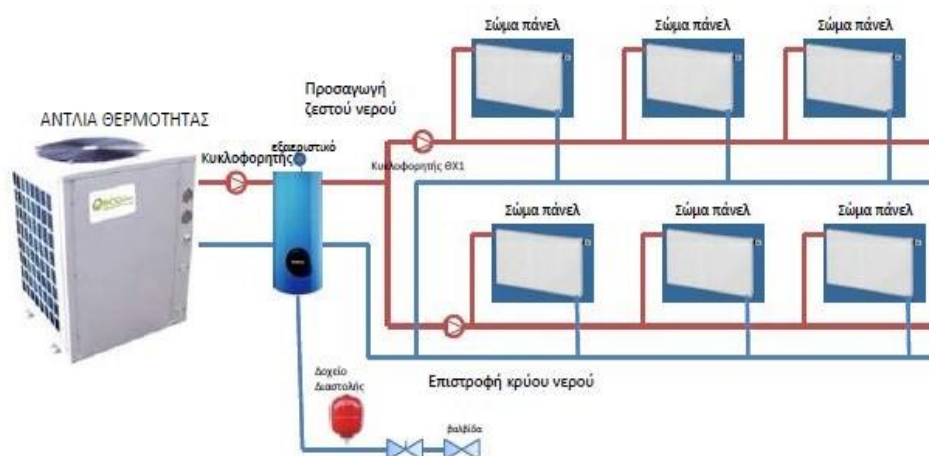 Σώμα πάνελ
Σώμα πάνελ
Σώμα πάνελ
Προσαγωγή
ζεστού νερού
ΑΝΤΛΙΑ ΘΕΡΜΟΤΗΤΑΣ
Κυκλοφορητής
εξαεριστικό
Κυκλοφορητής ΘΧ1
Σώμα πάνελ
Σώμα πάνελ
Σώμα πάνελ
Δοχείο
Διαστολής
Επιστροφή κρύου νερού
βαλβίδα